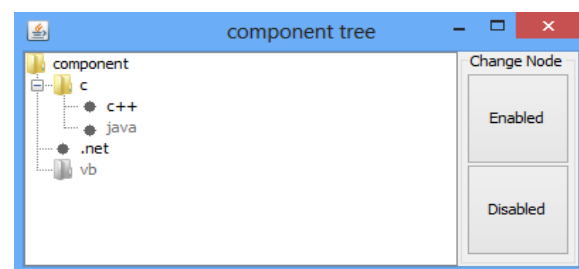 component tree
component
c
c++
java
.net
vb
Change Node
Enabled
Disabled